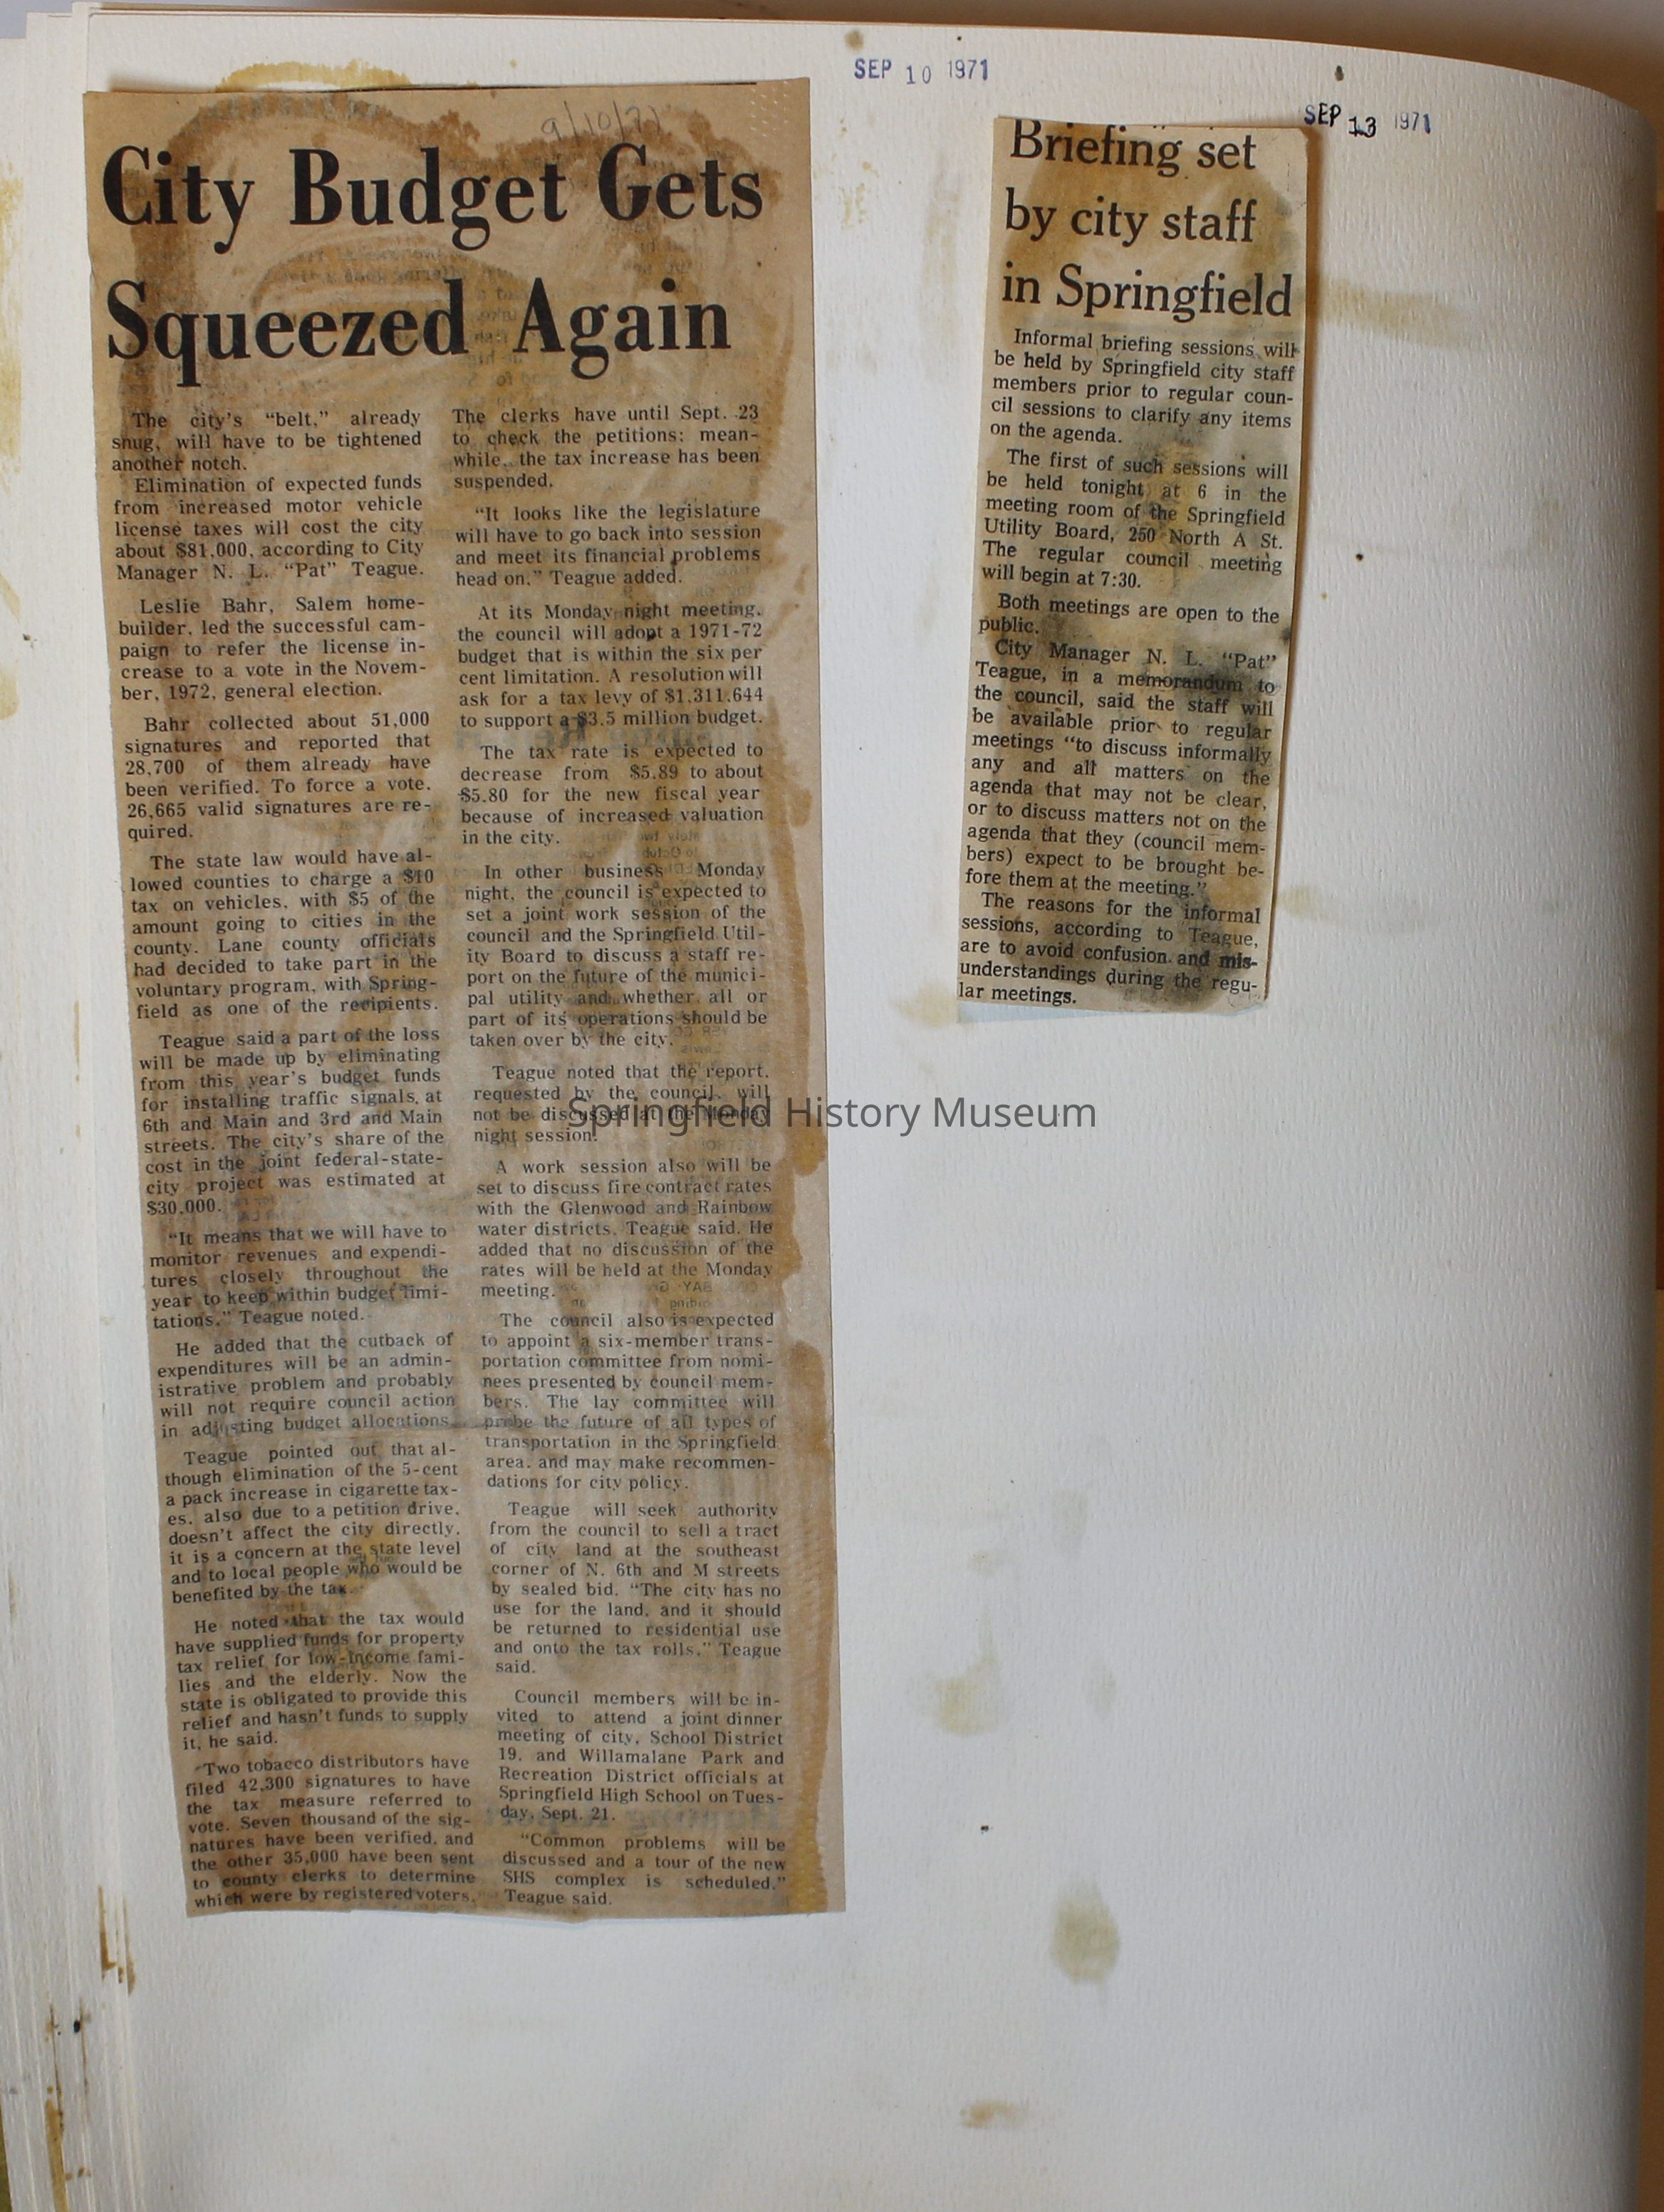 SEP 10 1971
SEP 13 1971
9/10/71
City Budget Gets
Squeezed Again
The city's "belt," already
snug, will have to be tightened
another notch.
Elimination of expected funds
from increased motor vehicle
license taxes will cost the city
about $81,000, according to City
Manager N. L. "Pat" Teague.
Leslie Bahr, Salem home-
builder, led the successful cam-
paign to refer the license in-
crease to a vote in the Novem-
ber, 1972, general election.
Bahr collected about 51,000
signatures and reported that
28,700 of them already have
been verified. To force a vote,
26,665 valid signatures are re-
quired.
The state law would have al-
lowed counties to charge a $10
tax on vehicles, with $5 of the
amount going to cities in the
county. Lane county officials
had decided to take part in the
voluntary program, with Spring-
field as one of the recipients.
Teague said a part of the loss
will be made up by eliminating
from this year's budget funds
for installing traffic signals at
6th and Main and 3rd and Main
streets. The city's share of the
cost in the joint federal-state-
city project was estimated at
$30,000.
"It means that we will have to
monitor revenues and expendi-
tures closely throughout the
year to keep within budget limi-
tations," Teague noted.
He added that the cutback of
expenditures will be an admin-
istrative problem and probably
will not require council action
in adjusting budget allocations.
Teague pointed out that al-
though elimination of the 5-cent
a pack increase in cigarette tax-
es, also due to a petition drive,
doesn't affect the city directly,
it is a concern at the state level
and to local people who would be
benefited by the tax.
He noted that the tax would
have supplied funds for property
tax relief for low-income fami-
lies and the elderly. Now the
state is obligated to provide this
relief and hasn't funds to supply
it, he said.
Two tobacco distributors have
filed 42,300 signatures to have
the tax measure referred to
vote. Seven thousand of the sig-
natures have been verified, and
the other 35,000 have been sent
to county clerks to determine
which were by registered voters.
The clerks have until Sept. 23
to check the petitions; mean-
while, the tax increase has been
suspended.
"It looks like the legislature
will have to go back into session
and meet its financial problems
head on," Teague added.
At its Monday night meeting,
the council will adopt a 1971-72
budget that is within the six per
cent limitation. A resolution will
ask for a tax levy of $1,311,644
to support a $3.5 million budget.
The tax rate is expected to
decrease from $5.89 to about
$5.80 for the new fiscal year
because of increased valuation
in the city.
In other business Monday
night, the council is expected to
set a joint work session of the
council and the Springfield Util-
ity Board to discuss a staff re-
port on the future of the munici-
pal utility and whether all or
part of its operations should be
taken over by the city.
Teague noted that the report,
requested by the council, will
not be discussed at the Monday
night session.
A work session also will be
set to discuss fire contract rates
with the Glenwood and Rainbow
water districts, Teague said. He
added that no discussion of the
rates will be held at the Monday
meeting.
The council also is expected
to appoint a six-member trans-
portation committee from nomi-
nees presented by council mem-
bers. The lay committee will
probe the future of all types of
transportation in the Springfield
area, and may make recommen-
dations for city policy.
Teague will seek authority
from the council to sell a tract
of city land at the southeast
corner of N. 6th and M streets
by sealed bid. "The city has no
use for the land, and it should
be returned to residential use
and onto the tax rolls," Teague
said.
Council members will be in-
vited to attend a joint dinner
meeting of city, School District
19, and Willamalane Park and
Recreation District officials at
Springfield High School on Tues-
day, Sept. 21.
"Common problems will be
discussed and a tour of the new
SHS complex is scheduled,"
Teague said.
Briefing set
by city staff
in Springfield
Informal briefing sessions will
be held by Springfield city staff
members prior to regular coun-
cil sessions to clarify any items
on the agenda.
The first of such sessions will
be held tonight at 6 in the
meeting room of the Springfield
Utility Board, 250 North A St.
The regular council meeting
will begin at 7:30.
Both meetings are open to the
public.
City Manager N. L. "Pat"
Teague, in a memorandum to
the council, said the staff will
be available prior to regular
meetings "to discuss informally
any and all matters on the
agenda that may not be clear,
or to discuss matters not on the
agenda that they (council mem-
bers) expect to be brought be-
fore them at the meeting."
The reasons for the informal
sessions, according to Teague,
are to avoid confusion and mis-
understandings during the regu-
lar meetings.
Springfield History Museum